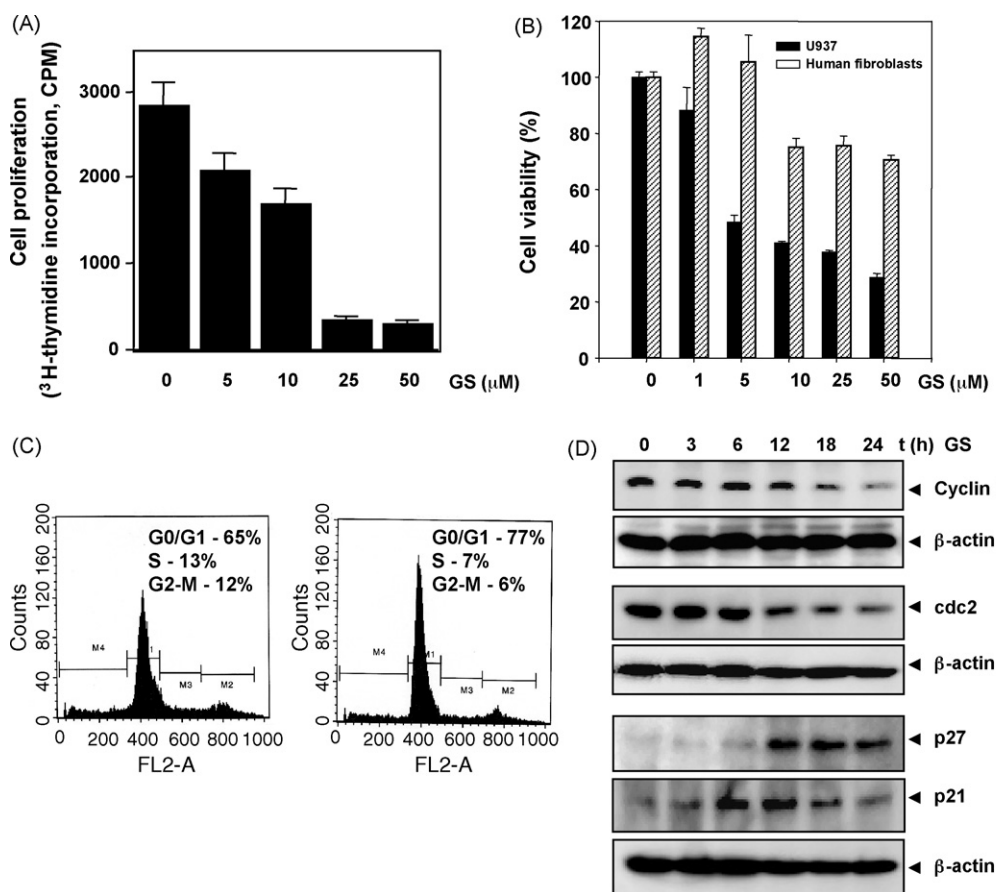 (A)
Cell proliferation
(³H-thymidine incorporation, CPM)
3000
2000
1000
0
0 5 10 25 50 GS (μM)
(B)
Cell viability (%)
120
100
80
60
40
20
0
U937
Human fibroblasts
0 1 5 10 25 50 GS (μM)
(C)
Counts
200
160
120
80
40
0
G0/G1 - 65%
S - 13%
G2-M - 12%
M4
1
M3
M2
0 200 400 600 800 1000
FL2-A
Counts
200
160
120
80
40
0
G0/G1 - 77%
S - 7%
G2-M - 6%
M4
M1
M3
M2
0 200 400 600 800 1000
FL2-A
(D)
0 3 6 12 18 24 t (h) GS
Cyclin
β-actin
cdc2
β-actin
p27
p21
β-actin